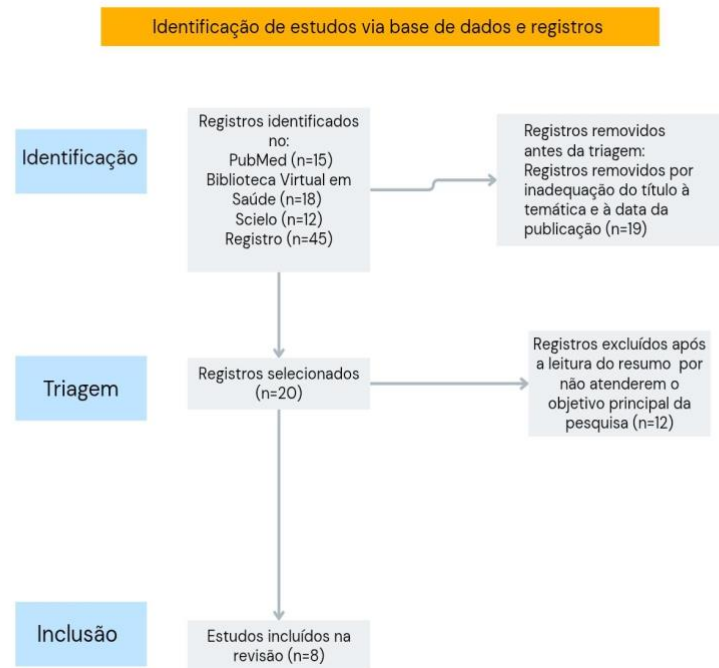 Identificação de estudos via base de dados e registros
Identificação
Registros identificados
no:
PubMed (n=15)
Biblioteca Virtual em
Saúde (n=18)
Scielo (n=12)
Registro (n=45)
Registros removidos
antes da triagem:
Registros removidos por
inadequação do título à
temática e à data da
publicação (n=19)
Triagem
Registros selecionados
(n=20)
Registros excluídos após
a leitura do resumo por
não atenderem o
objetivo principal da
pesquisa (n=12)
Inclusão
Estudos incluídos na
revisão (n=8)